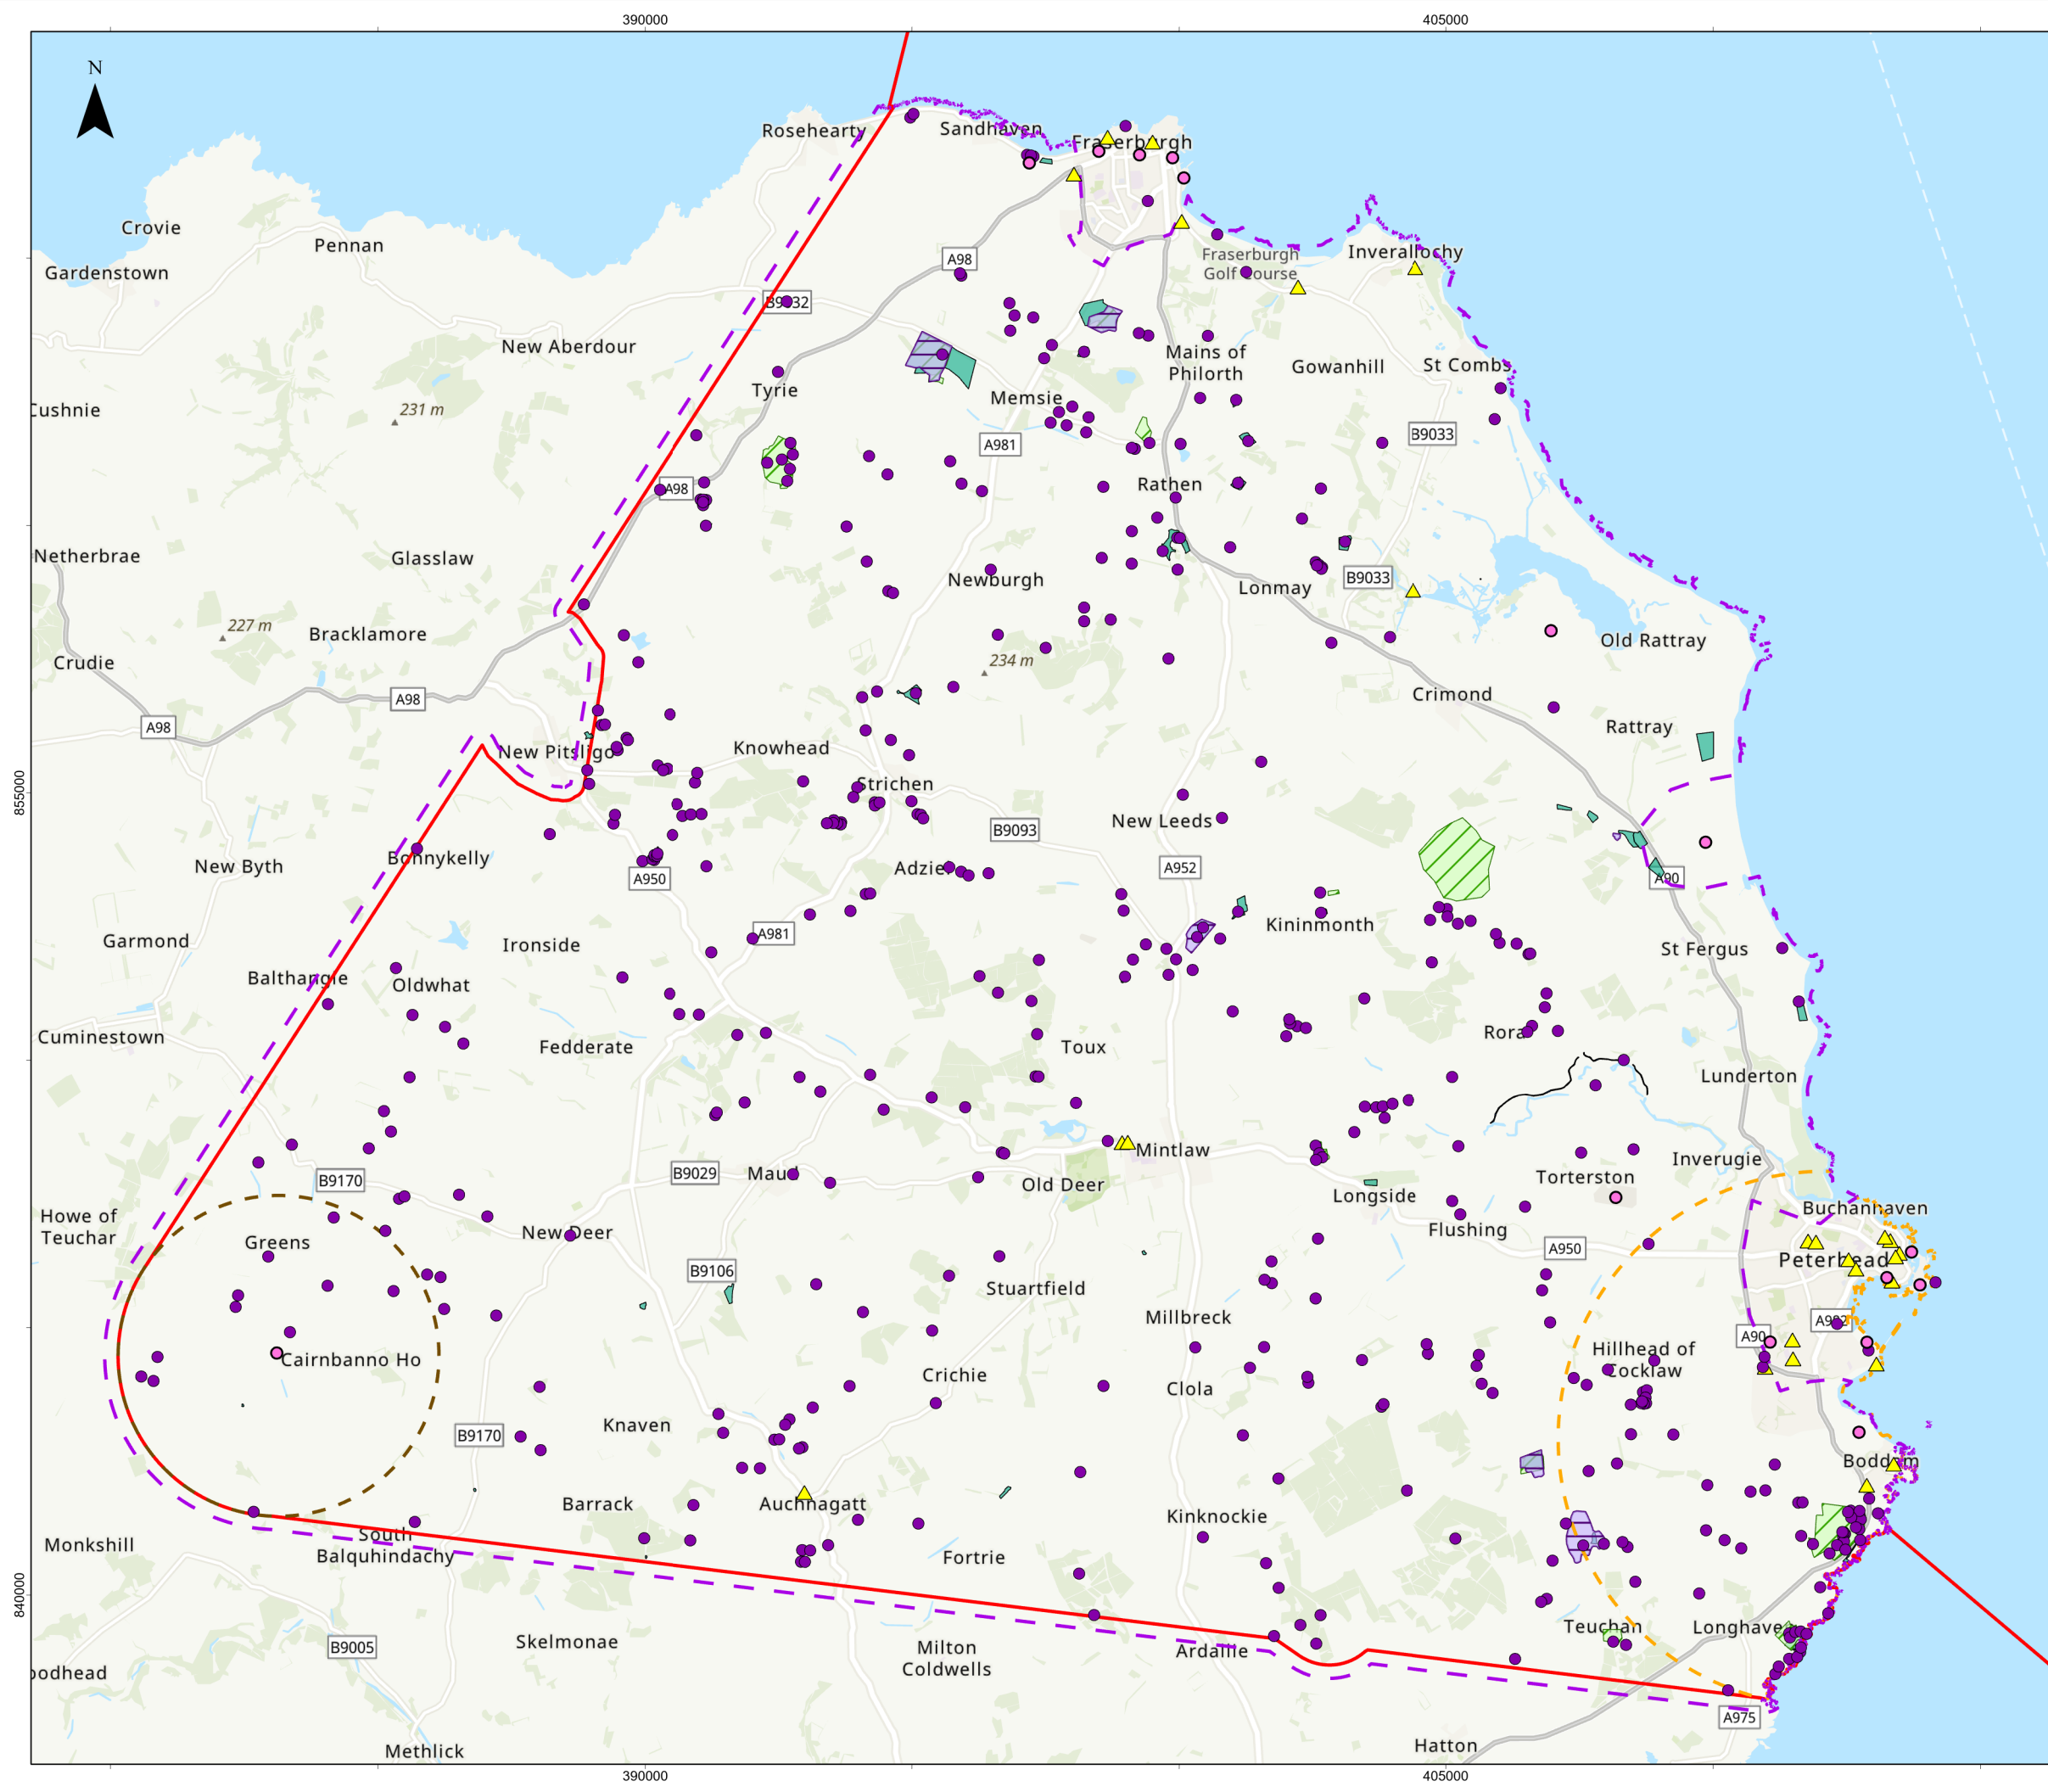 390000
405000
N
Rosehearty
Sandhaven
Fraserburgh
Crovie
Pennan
Gardenstown
A98
Fraserburgh
Golf Course
Inverallochy
B9032
New Aberdour
Mains of
Philorth
Gowanhill
St Combs
Tyrie
Cushnie
231 m
Memsie
A981
B9033
A98
Rathen
Netherbrae
Glasslaw
Newburgh
B9033
Lonmay
227 m
Bracklamore
Old Rattray
Crudie
234 m
A98
Crimond
A98
Rattray
New Pitsligo
Knowhead
Strichen
855000
New Leeds
B9093
New Byth
Bonnykelly
Adziel
A952
A950
A90
Garmond
Ironside
A981
Kininmonth
St Fergus
Balthangie
Oldwhat
Cuminestown
Fedderate
Toux
Rora
Lunderton
Mintlaw
Inverugie
B9170
B9029
Maud
Old Deer
Longside
Torterston
Howe of
Teuchar
Buchanhaven
Greens
New Deer
Flushing
A950
Peterhead
B9106
Stuartfield
Millbreck
A982
A90
Cairnbanno Ho
Hillhead of
Cocklaw
Crichie
Clola
B9170
Knaven
Boddam
Barrack
Auchnagatt
Kinknockie
Monkshill
South
Balquhindachy
Fortrie
840000
B9005
Skelmonae
Milton
Coldwells
Ardallie
Teuchan
Longhaven
oodhead
A975
Methlick
Hatton
390000
405000